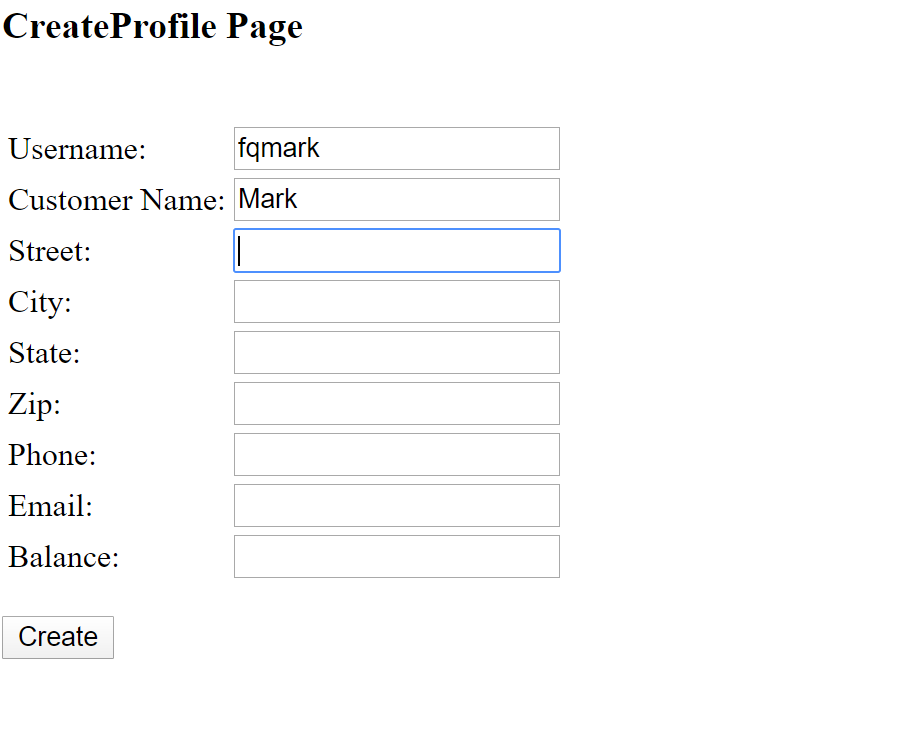 CreateProfile Page
Username: fqmark
Customer Name: Mark
Street:
City:
State:
Zip:
Phone:
Email:
Balance:
Create